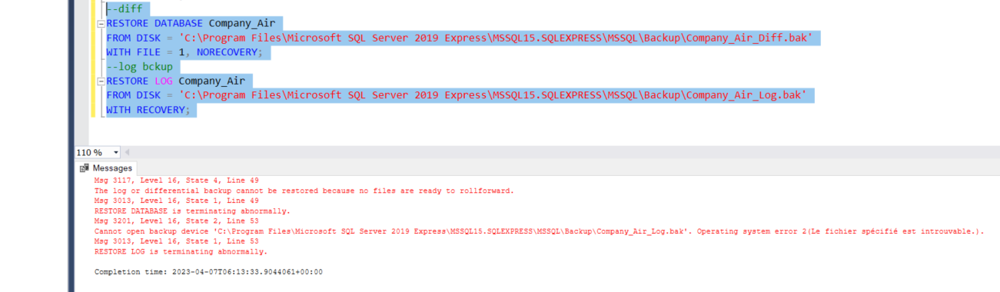 --diff
RESTORE DATABASE Company_Air
FROM DISK = 'C:\Program Files\Microsoft SQL Server 2019 Express\MSSQL15.SQLEXPRESS\MSSQL\Backup\Company_Air_Diff.bak'
WITH FILE = 1, NORECOVERY;
--log bckup
RESTORE LOG Company_Air
FROM DISK = 'C:\Program Files\Microsoft SQL Server 2019 Express\MSSQL15.SQLEXPRESS\MSSQL\Backup\Company_Air_Log.bak'
WITH RECOVERY;
110 %
Messages
Msg 3117, Level 16, State 4, Line 49
The log or differential backup cannot be restored because no files are ready to rollforward.
Msg 3013, Level 16, State 1, Line 49
RESTORE DATABASE is terminating abnormally.
Msg 3201, Level 16, State 2, Line 53
Cannot open backup device 'C:\Program Files\Microsoft SQL Server 2019 Express\MSSQL15.SQLEXPRESS\MSSQL\Backup\Company_Air_Log.bak'. Operating system error 2(Le fichier spécifié est introuvable.).
Msg 3013, Level 16, State 1, Line 53
RESTORE LOG is terminating abnormally.
Completion time: 2023-04-07T06:13:33.9044061+00:00